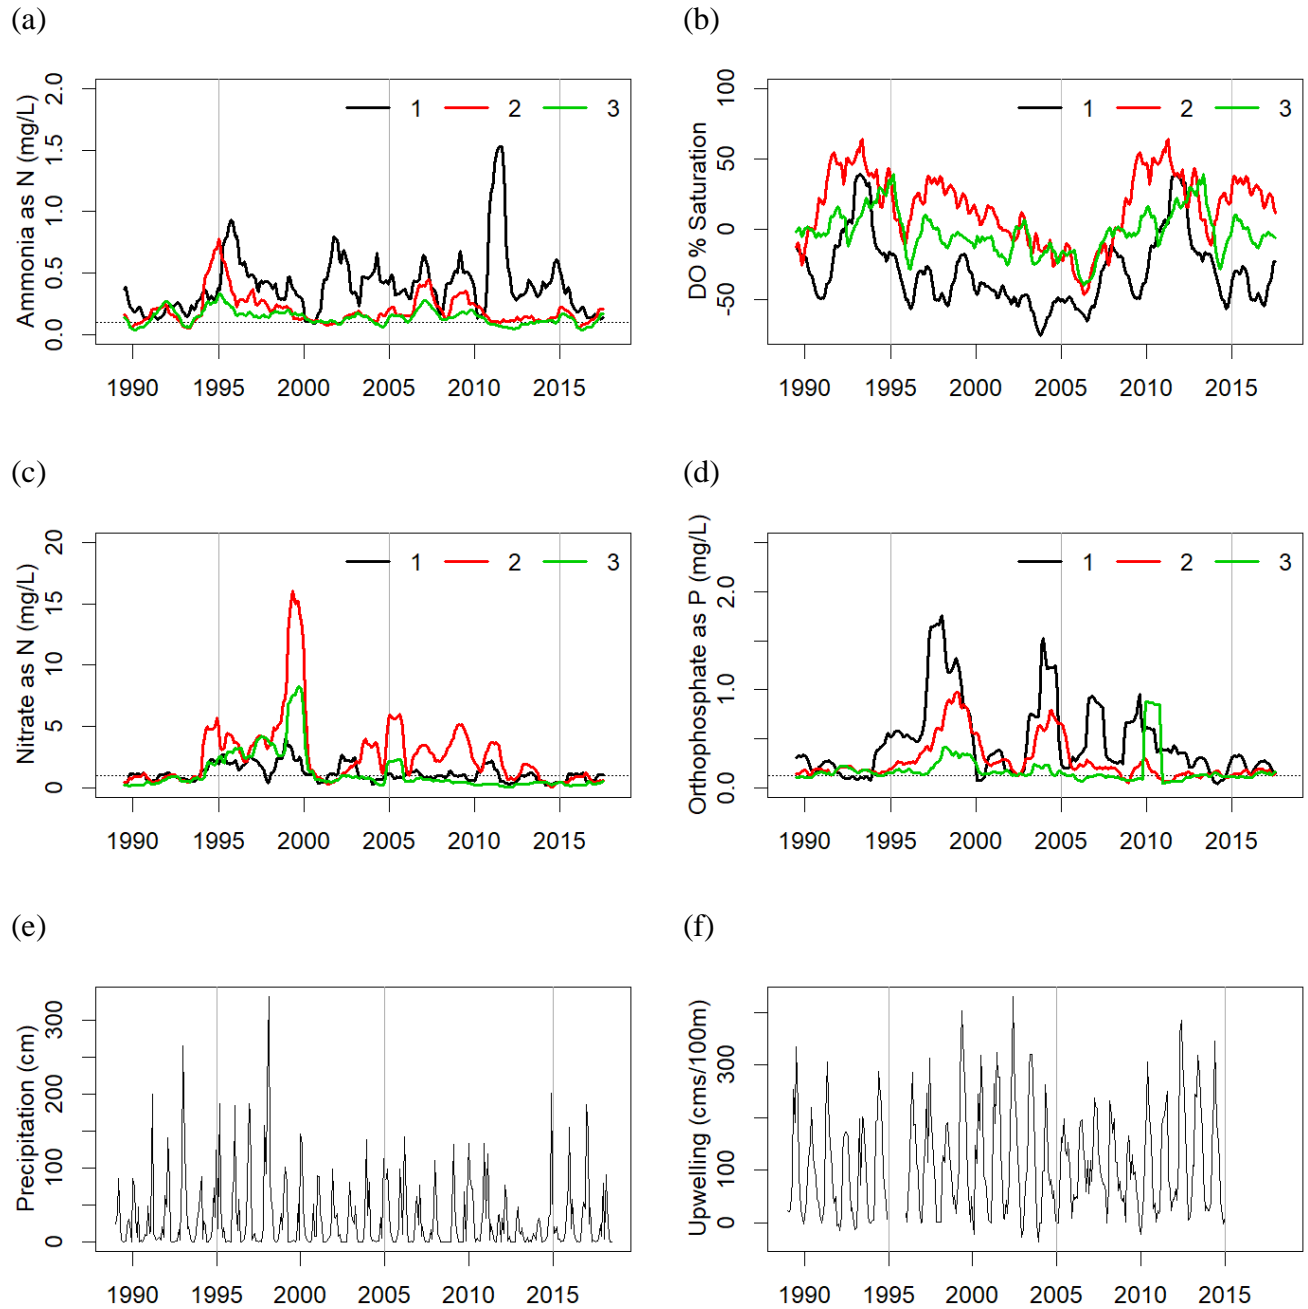 (a)
(b)
Ammonia as N (mg/L)
0.0 0.5 1.0 1.5 2.0
1 2 3
1990 1995 2000 2005 2010 2015
DO % Saturation
-50 0 50 100
1 2 3
1990 1995 2000 2005 2010 2015
(c)
(d)
Nitrate as N (mg/L)
0 5 10 15 20
1 2 3
1990 1995 2000 2005 2010 2015
Orthophosphate as P (mg/L)
0.0 1.0 2.0
1 2 3
1990 1995 2000 2005 2010 2015
(e)
(f)
Precipitation (cm)
0 100 200 300
1990 1995 2000 2005 2010 2015
Upwelling (cms/100m)
0 100 300
1990 1995 2000 2005 2010 2015